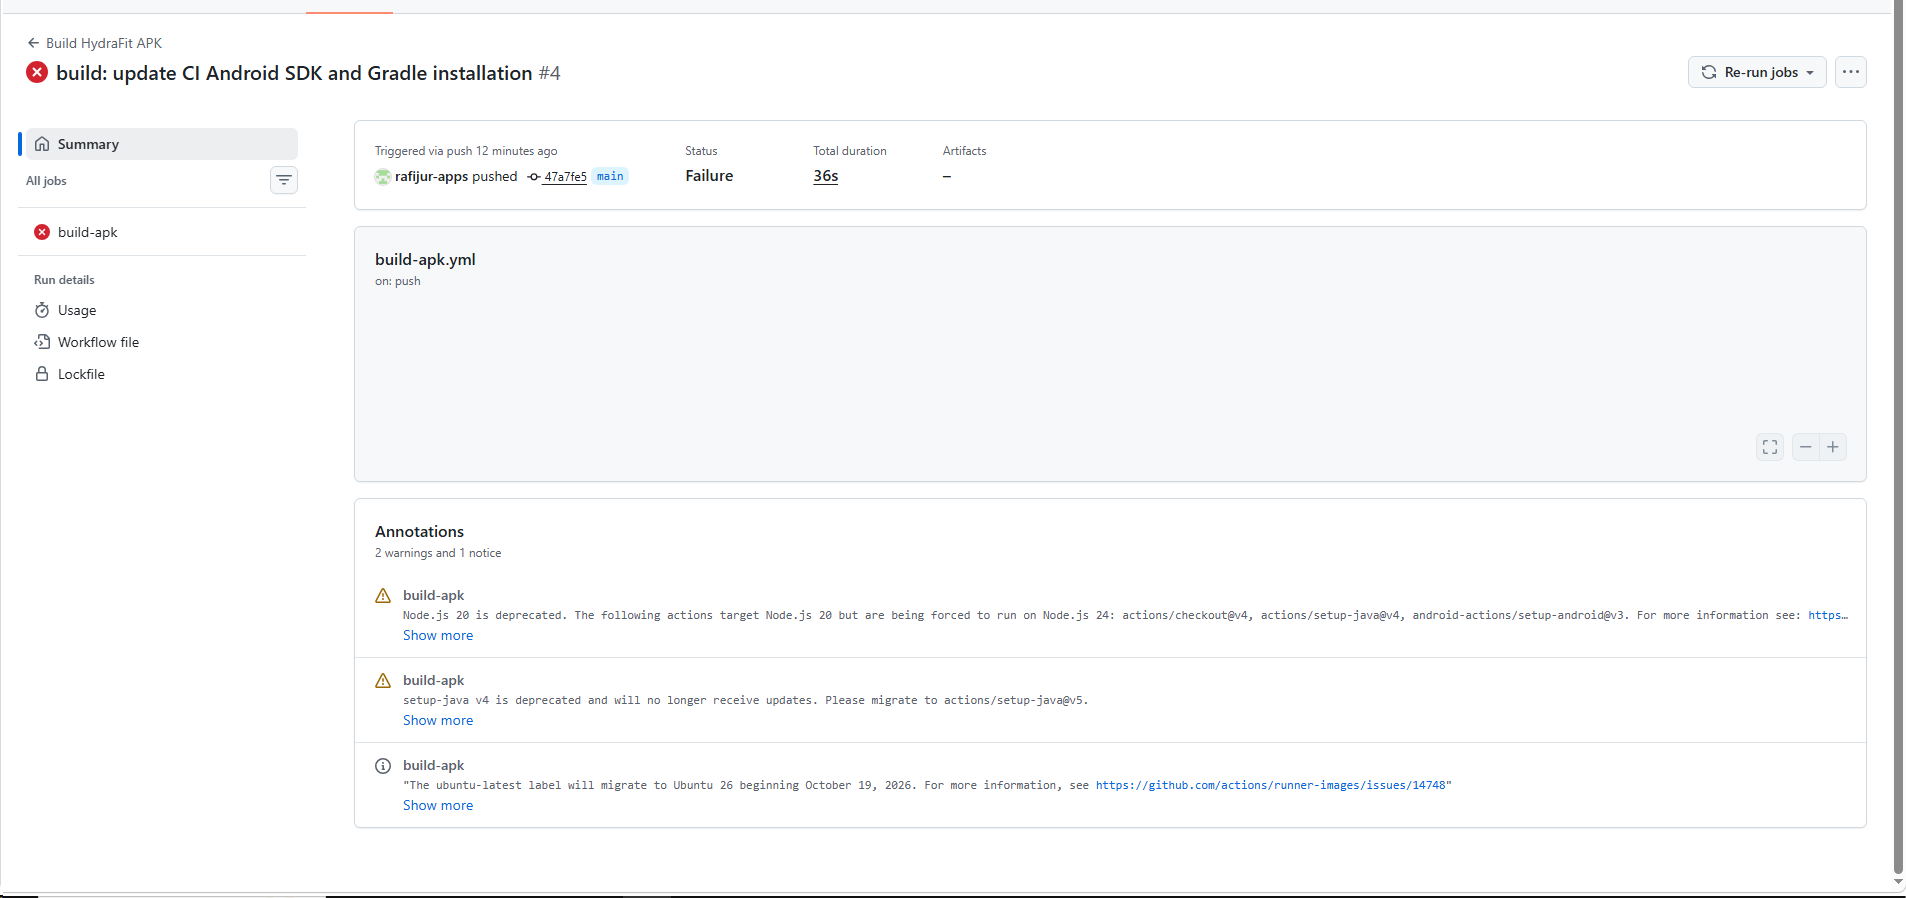 Build HydraFit APK
build: update CI Android SDK and Gradle installation #4
Re-run jobs
Summary
All jobs
build-apk
Run details
Usage
Workflow file
Lockfile
Triggered via push 12 minutes ago
rafijur-apps pushed 47a7fe5 main
Status
Failure
Total duration
36s
Artifacts
–
build-apk.yml
on: push
Annotations
2 warnings and 1 notice
build-apk
Node.js 20 is deprecated. The following actions target Node.js 20 but are being forced to run on Node.js 24: actions/checkout@v4, actions/setup-java@v4, android-actions/setup-android@v3. For more information see: https…
Show more
build-apk
setup-java v4 is deprecated and will no longer receive updates. Please migrate to actions/setup-java@v5.
Show more
build-apk
"The ubuntu-latest label will migrate to Ubuntu 26 beginning October 19, 2026. For more information, see https://github.com/actions/runner-images/issues/14748"
Show more